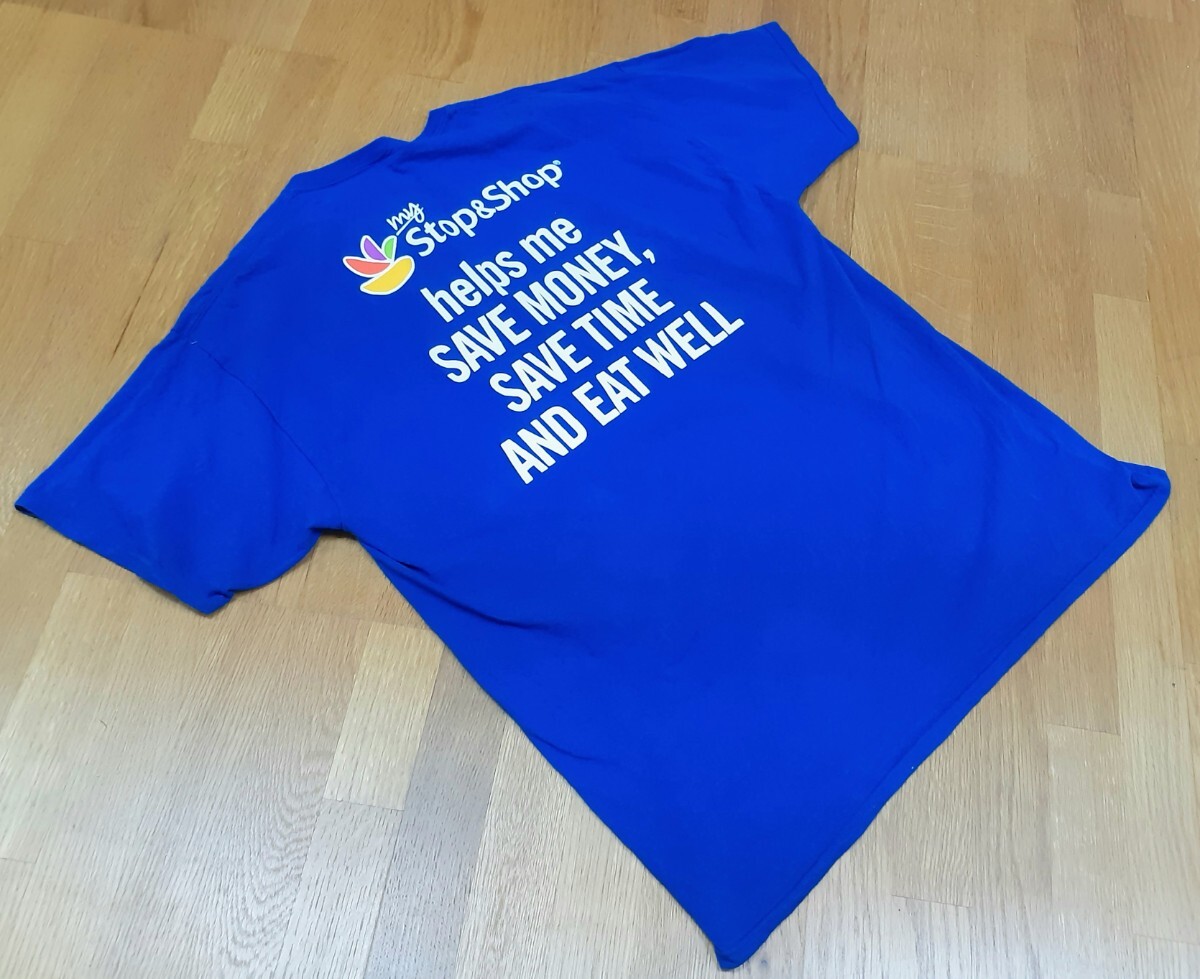 my
Stop&Shop®
helps me
SAVE MONEY,
SAVE TIME
AND EAT WELL